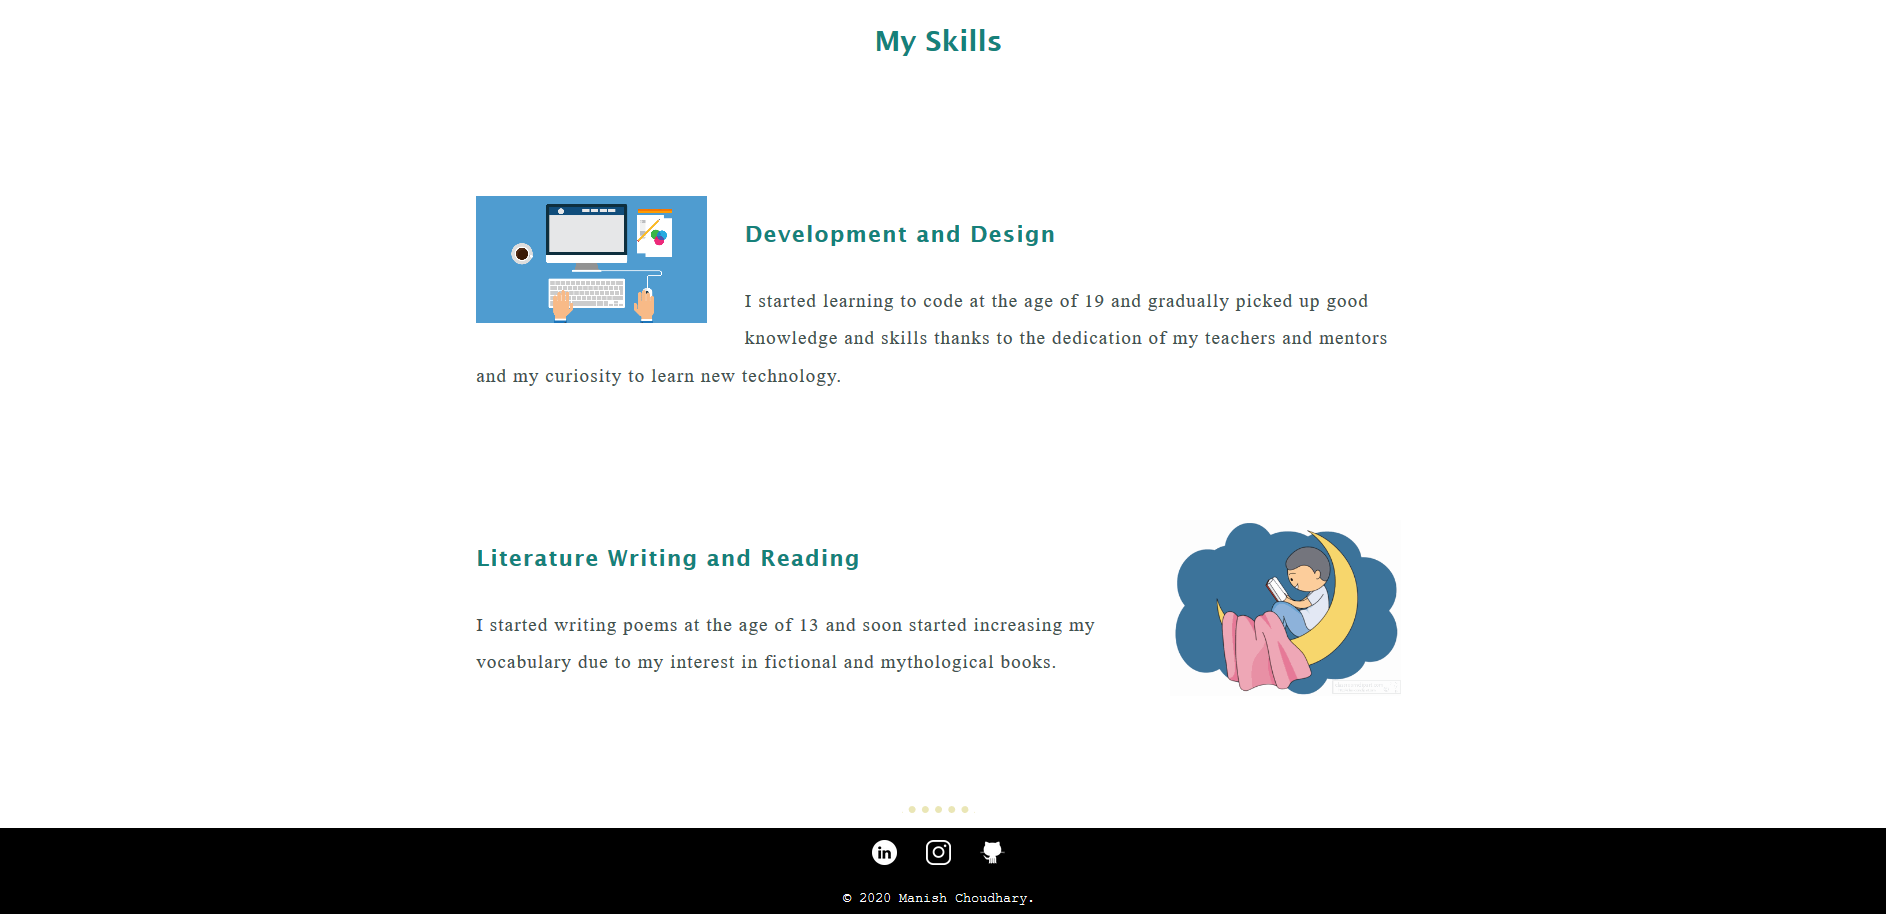 My Skills
Development and Design
I started learning to code at the age of 19 and gradually picked up good
knowledge and skills thanks to the dedication of my teachers and mentors
and my curiosity to learn new technology.
Literature Writing and Reading
I started writing poems at the age of 13 and soon started increasing my
vocabulary due to my interest in fictional and mythological books.
in
© 2020 Manish Choudhary.